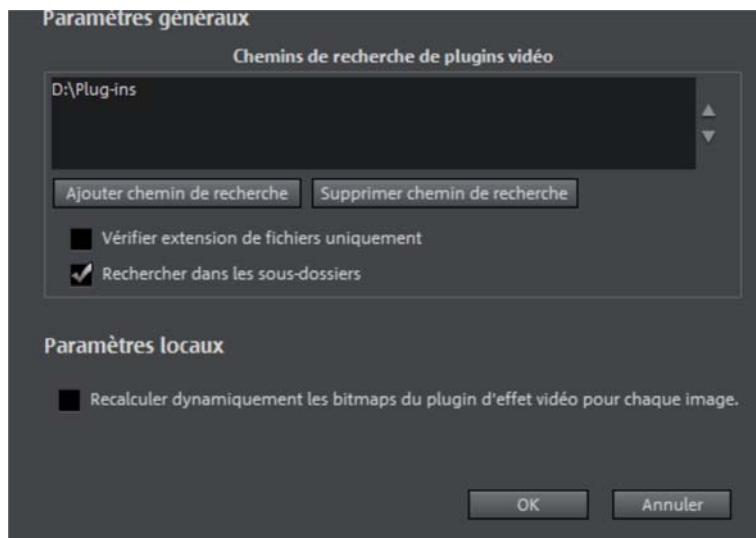 Paramètres généraux
Chemins de recherche de plugins vidéo
D:\Plug-ins
Ajouter chemin de recherche
Supprimer chemin de recherche
Vérifier extension de fichiers uniquement
Rechercher dans les sous-dossiers
Paramètres locaux
Recalculer dynamiquement les bitmaps du plugin d'effet vidéo pour chaque image.
OK
Annuler